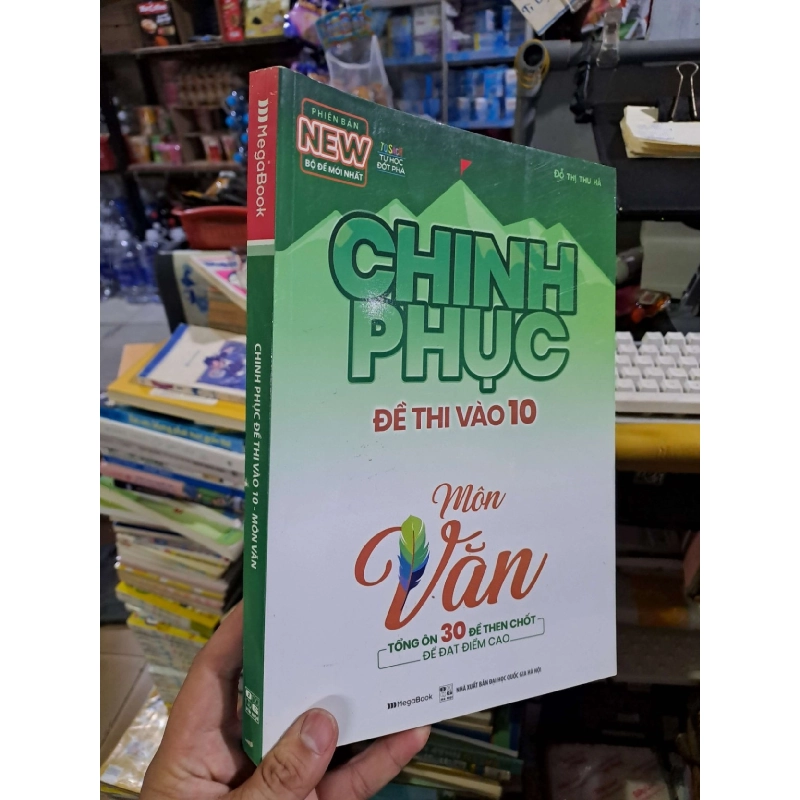 MegaBook
CHINH PHỤC ĐỀ THI VÀO 10 - MÔN VĂN
PHIÊN BẢN
NEW
BỘ ĐỀ MỚI NHẤT
TỰ HỌC
ĐỘT PHÁ
ĐỖ THỊ THU HÀ
CHINH
PHỤC
ĐỀ THI VÀO 10
Môn
Văn
TỔNG ÔN 30 ĐỀ THEN CHỐT
ĐỂ ĐẠT ĐIỂM CAO
MegaBook
NHÀ XUẤT BẢN ĐẠI HỌC QUỐC GIA HÀ NỘI